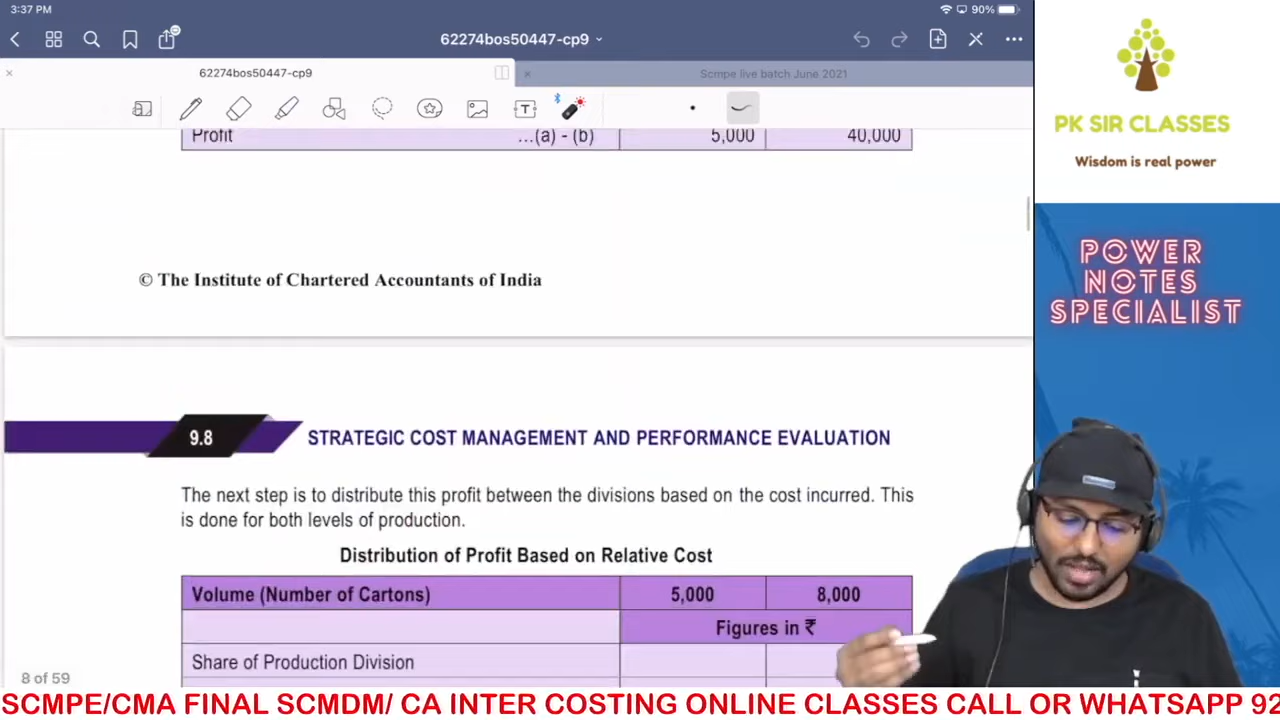 3:37 PM
90%
62274bos50447-cp9
62274bos50447-cp9
Scmpe live batch June 2021
Profit ...(a) - (b) 5,000 40,000
© The Institute of Chartered Accountants of India
9.8 STRATEGIC COST MANAGEMENT AND PERFORMANCE EVALUATION
The next step is to distribute this profit between the divisions based on the cost incurred. This
is done for both levels of production.
Distribution of Profit Based on Relative Cost
Volume (Number of Cartons) 5,000 8,000
Figures in ₹
Share of Production Division
8 of 59
PK SIR CLASSES
Wisdom is real power
POWER
NOTES
SPECIALIST
SCMPE/CMA FINAL SCMDM/ CA INTER COSTING ONLINE CLASSES CALL OR WHATSAPP 92